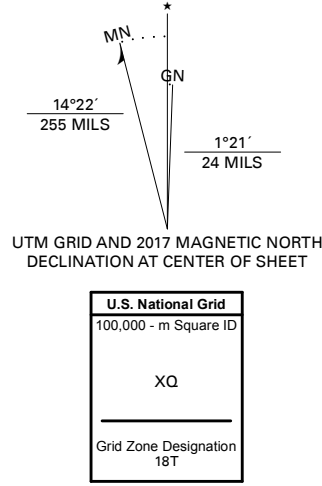 ★
MN
GN
14°22´
255 MILS
1°21´
24 MILS
UTM GRID AND 2017 MAGNETIC NORTH
DECLINATION AT CENTER OF SHEET
U.S. National Grid
100,000 - m Square ID
XQ
Grid Zone Designation
18T